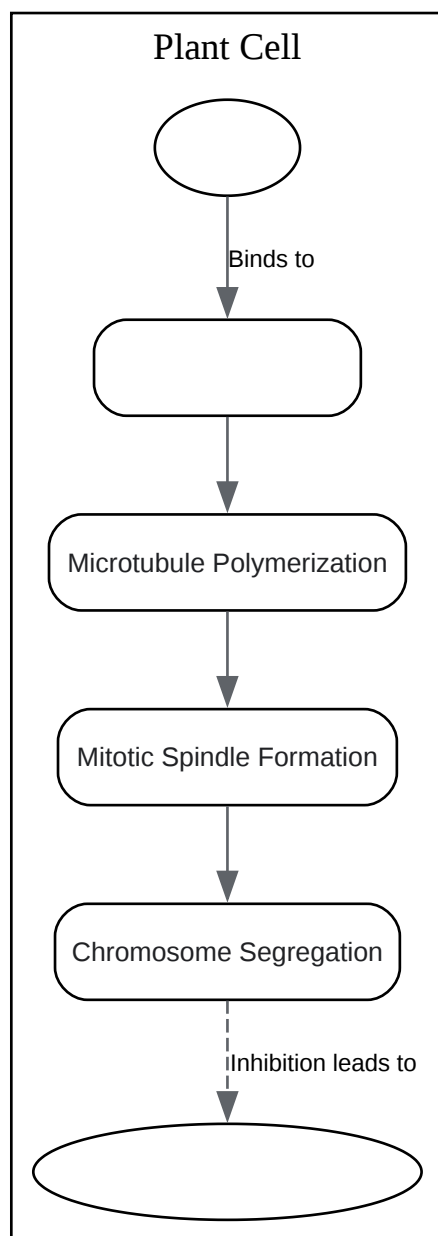 Plant Cell
Binds to
Microtubule Polymerization
Mitotic Spindle Formation
Chromosome Segregation
Inhibition leads to